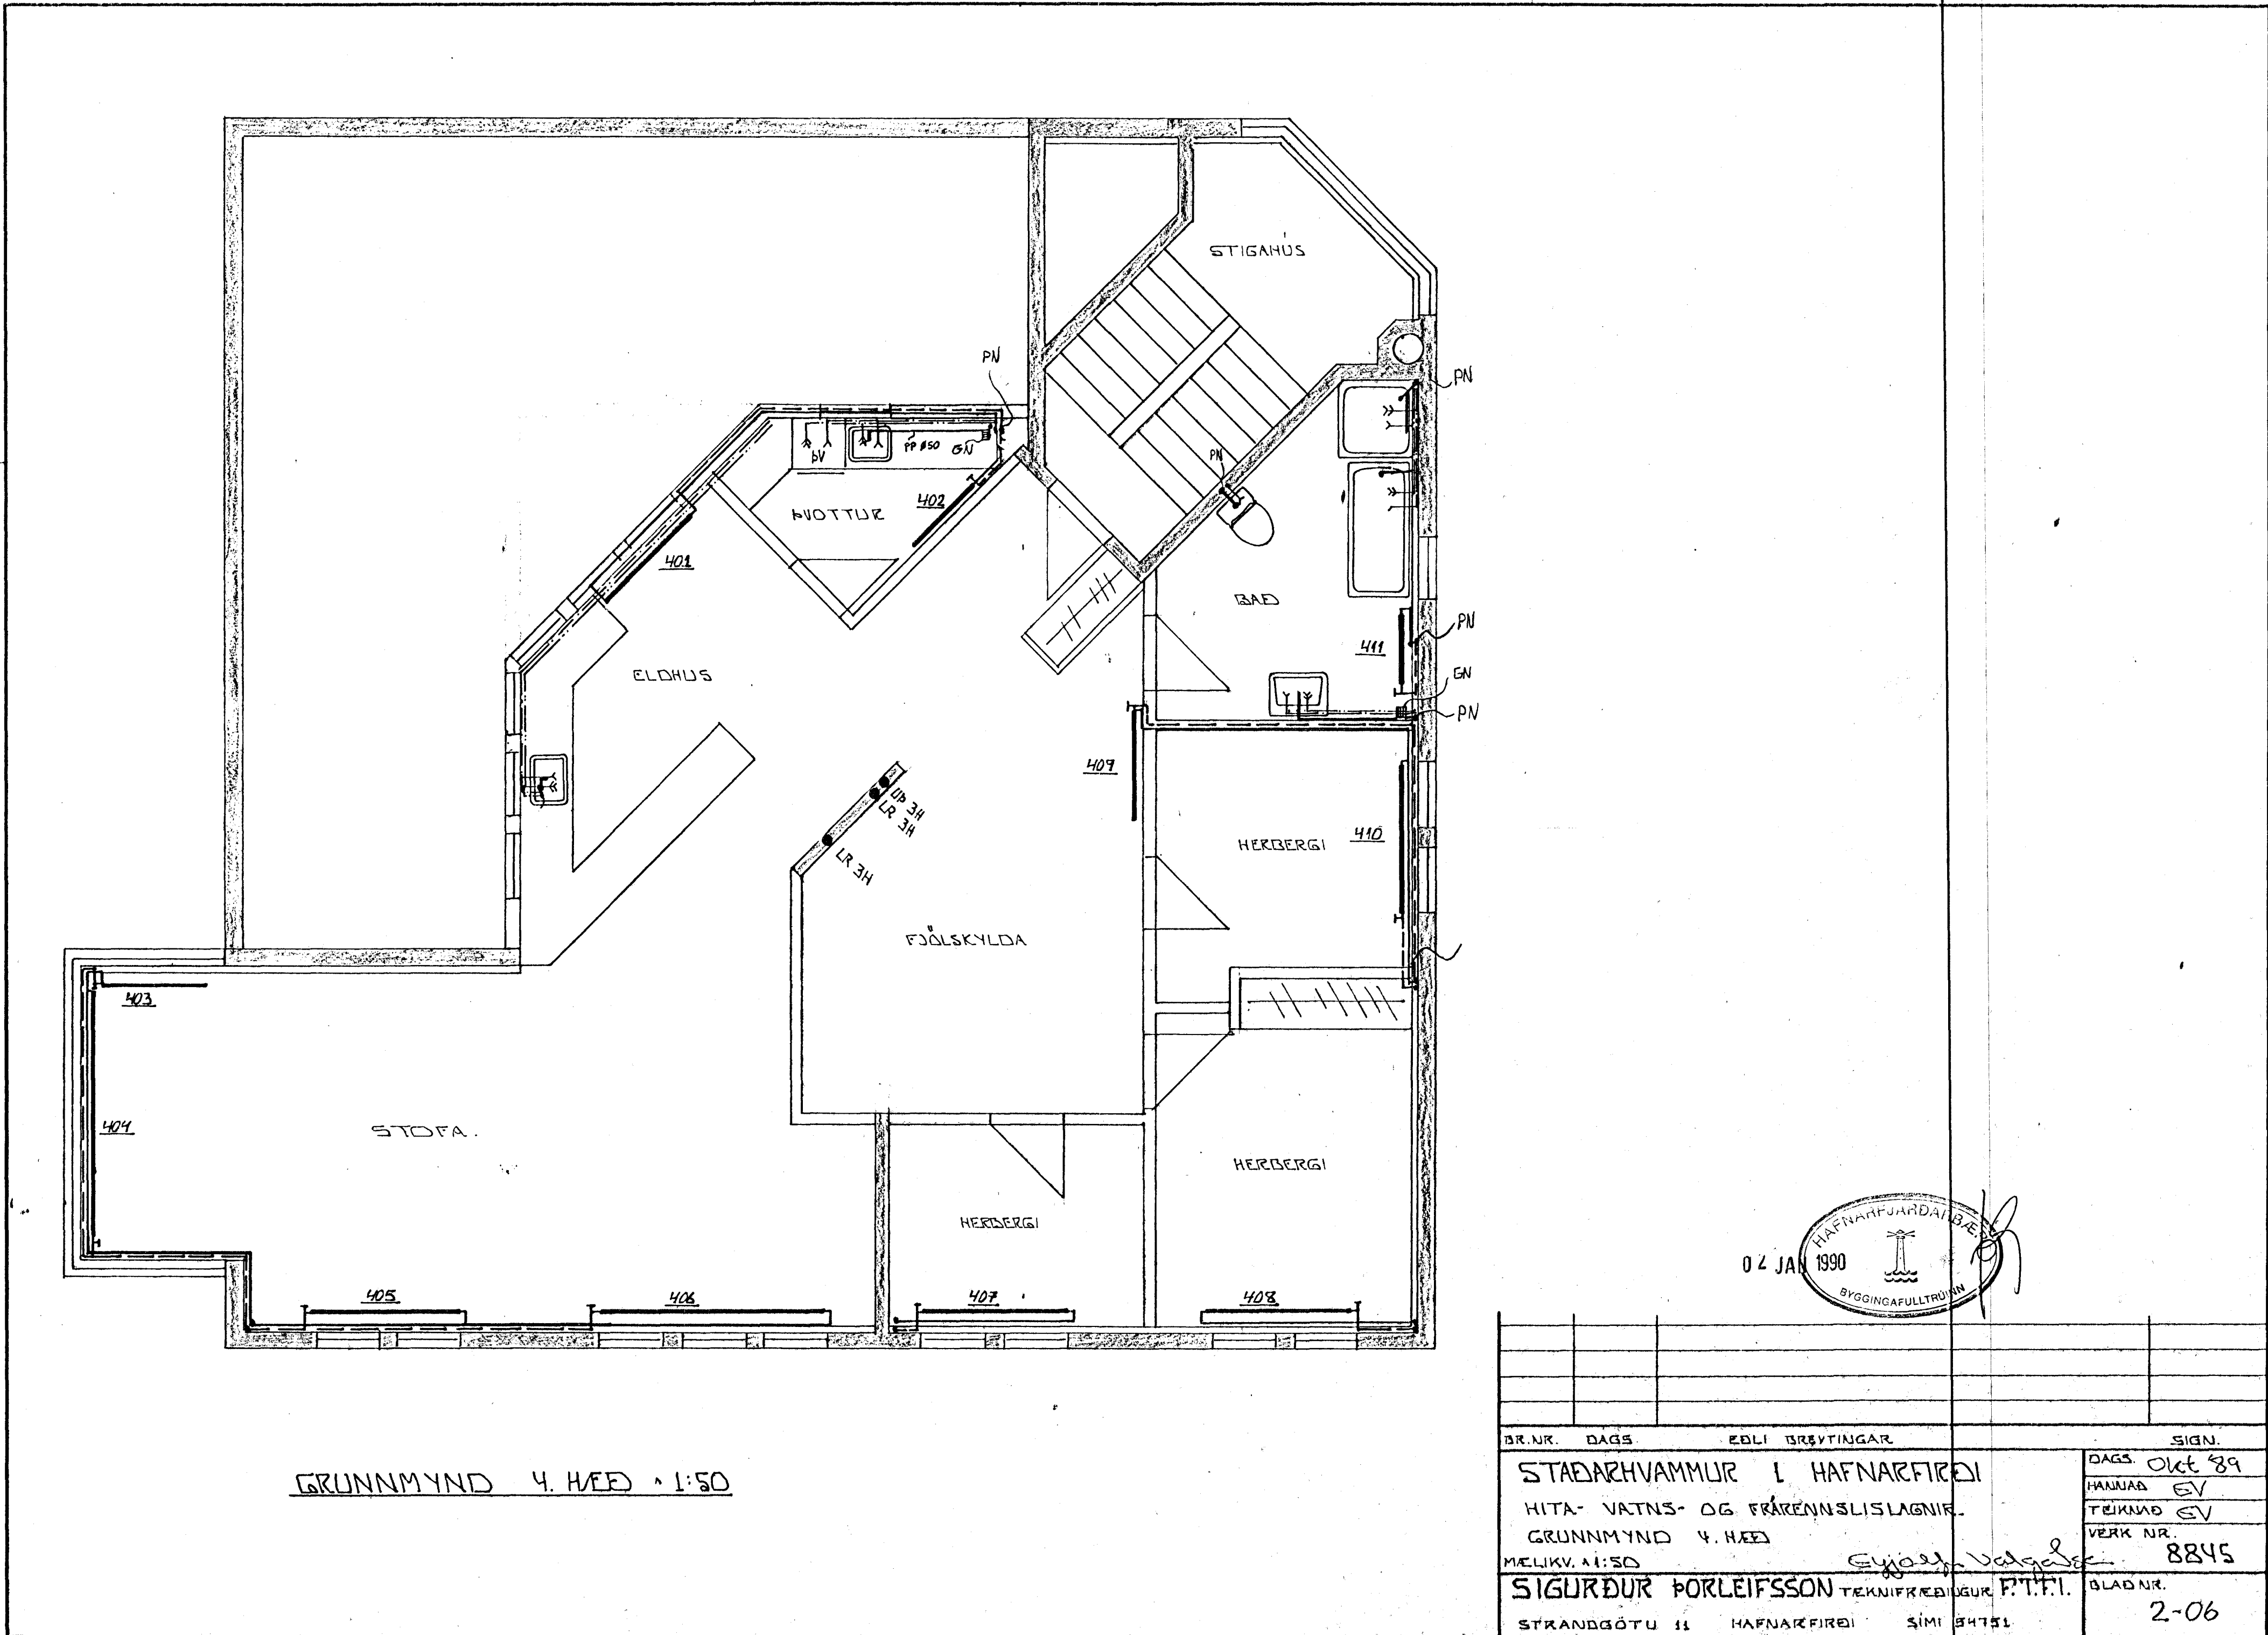 STIGAHÚS
PN
PN
ÞV
PP ø50
GN
PN
402
ÞVOTTUR
401
BAÐ
PN
411
ELDHUS
GN
PN
409
UÞ 3H
LR 3H
LR 3H
HERBERGI
410
FJÖLSKYLDA
403
404
STOFA.
HERBERGI
HERBERGI
405
406
407
408
HAFNARFJARÐARBÆR
02 JAN 1990
BYGGINGAFULLTRÚINN
GRUNNMYND 4. HÆÐ • 1:50
BR.NR. DAGS EÐLI BREYTINGAR SIGN.
STAÐARHVAMMUR 1 HAFNARFIRÐI
HITA- VATNS- OG FRÁRENNSLISLAGNIR.
GRUNNMYND 4. HÆÐ
MÆLIKV. •1:50
DAGS. Okt 89
HANNAÐ EV
TEIKNAÐ EV
VERK NR.
8845
SIGURÐUR ÞORLEIFSSON TÆKNIFRÆÐINGUR F.T.F.I.
STRANDGÖTU 11 HAFNARFIRÐI SÍMI 54751
BLAÐ NR.
2-06